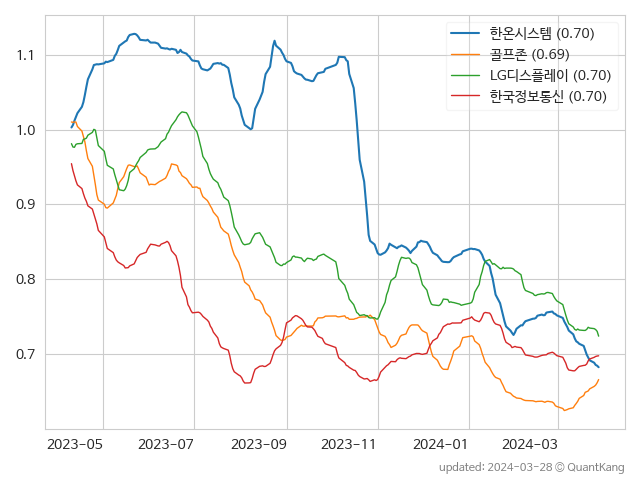 한온시스템 (0.70)
골프존 (0.69)
LG디스플레이 (0.70)
한국정보통신 (0.70)
1.1
1.0
0.9
0.8
0.7
2023-05 2023-07 2023-09 2023-11 2024-01 2024-03
updated: 2024-03-28 © QuantKang